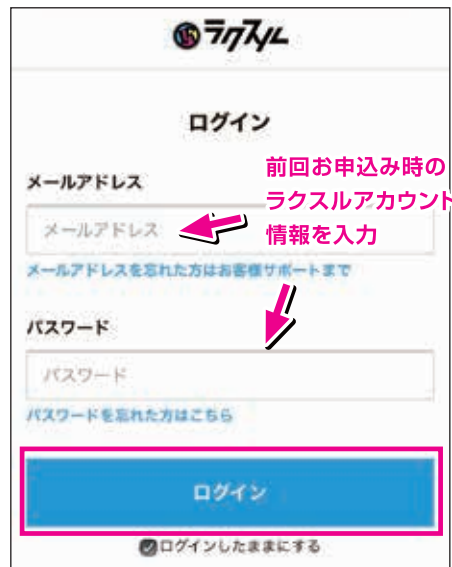 ラクスル
ログイン
前回お申込み時の
ラクスルアカウント
情報を入力
メールアドレス
メールアドレス
メールアドレスを忘れた方はお客様サポートまで
パスワード
パスワード
パスワードを忘れた方はこちら
ログイン
ログインしたままにする